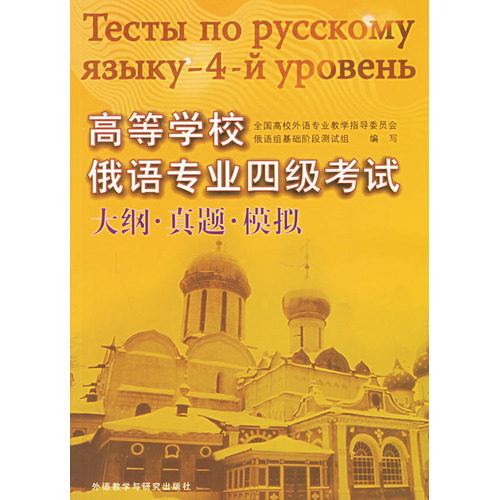 Тесты по русскому
языку-4-й уровень
高等学校
全国高校外语专业教学指导委员会
俄语组基础阶段测试组 编 写
俄语专业四级考试
大纲·真题·模拟
外语教学与研究出版社